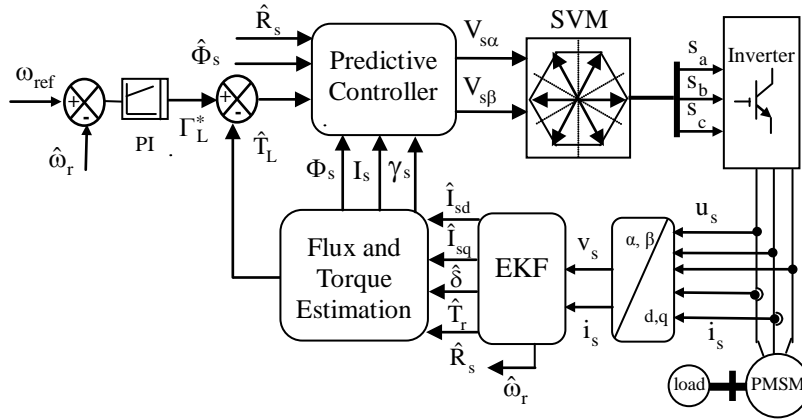 R̂s
Φ̂s
ωref
ω̂r
+
-
PI
.
Γ*L
+
-
T̂L
Predictive
Controller
.
Vsα
Vsβ
SVM
sa
sb
sc
Inverter
Φs
Is
γs
Flux and
Torque
Estimation
Îsd
Îsq
δ̂
T̂r
R̂s
ω̂r
EKF
vs
is
α, β
d,q
us
is
load
PMSM